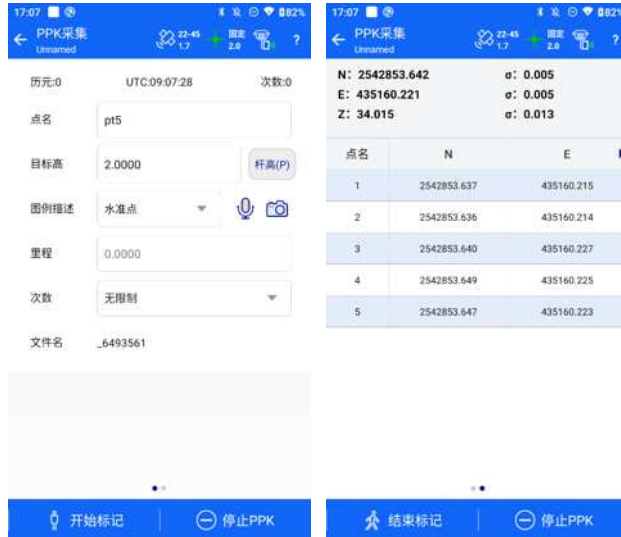 17:07 82%
PPK采集
Unnamed
22-45
1.7
固定
2.0
?
历元:0 UTC:09:07:28 次数:0
点名 pt5
目标高 2.0000 杆高(P)
图例描述 水准点
里程 0.0000
次数 无限制
文件名 _6493561
开始标记 停止PPK
17:07 82%
PPK采集
Unnamed
22-45
1.7
固定
2.0
?
N: 2542853.642 σ: 0.005
E: 435160.221 σ: 0.005
Z: 34.015 σ: 0.013
点名 N E
1 2542853.637 435160.215
2 2542853.636 435160.214
3 2542853.640 435160.227
4 2542853.649 435160.225
5 2542853.647 435160.223
结束标记 停止PPK